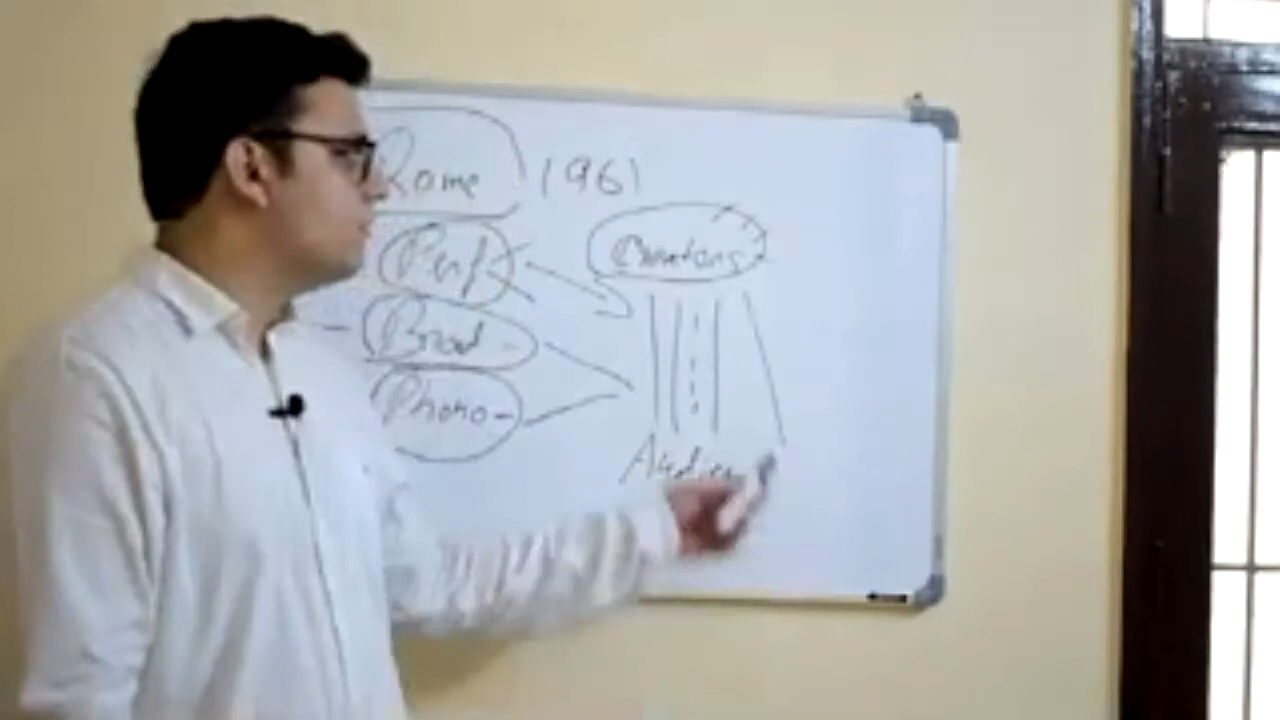 Rome 1961
Perf
Creators
Broad -
Phono -
Audien